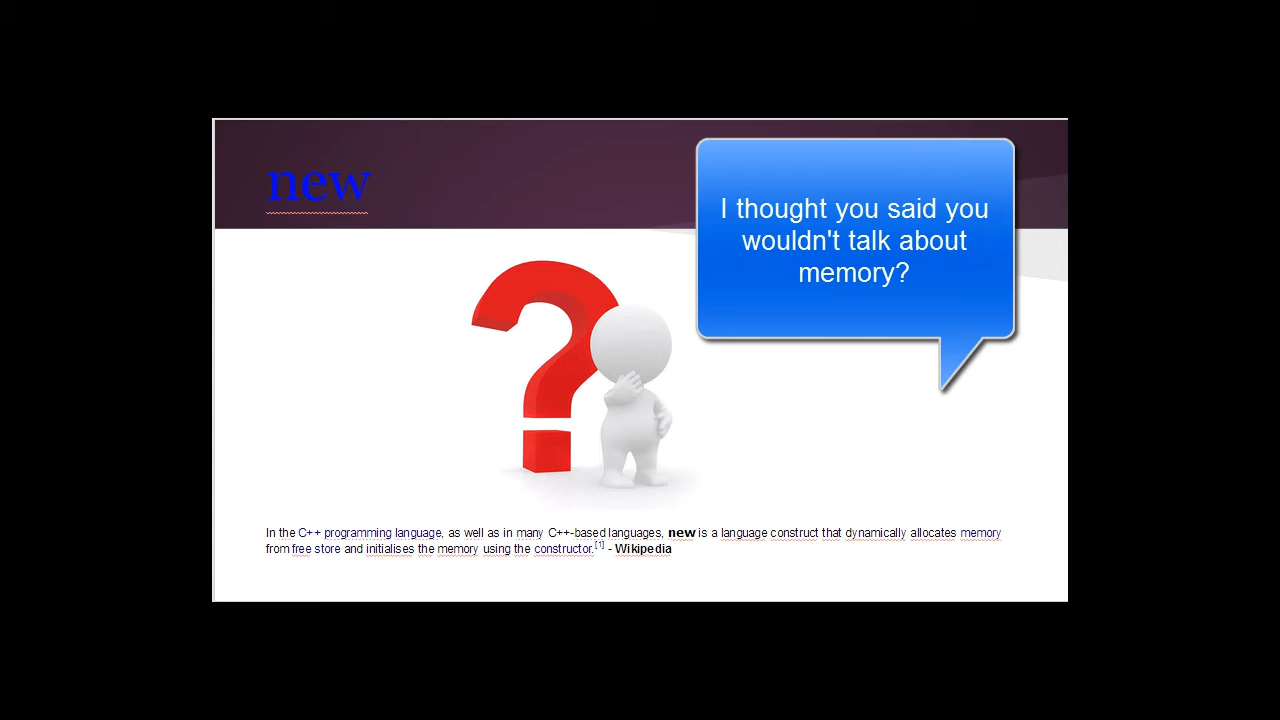 new
I thought you said you
wouldn't talk about
memory?
In the C++ programming language, as well as in many C++-based languages, new is a language construct that dynamically allocates memory
from free store and initialises the memory using the constructor.[1] - Wikipedia